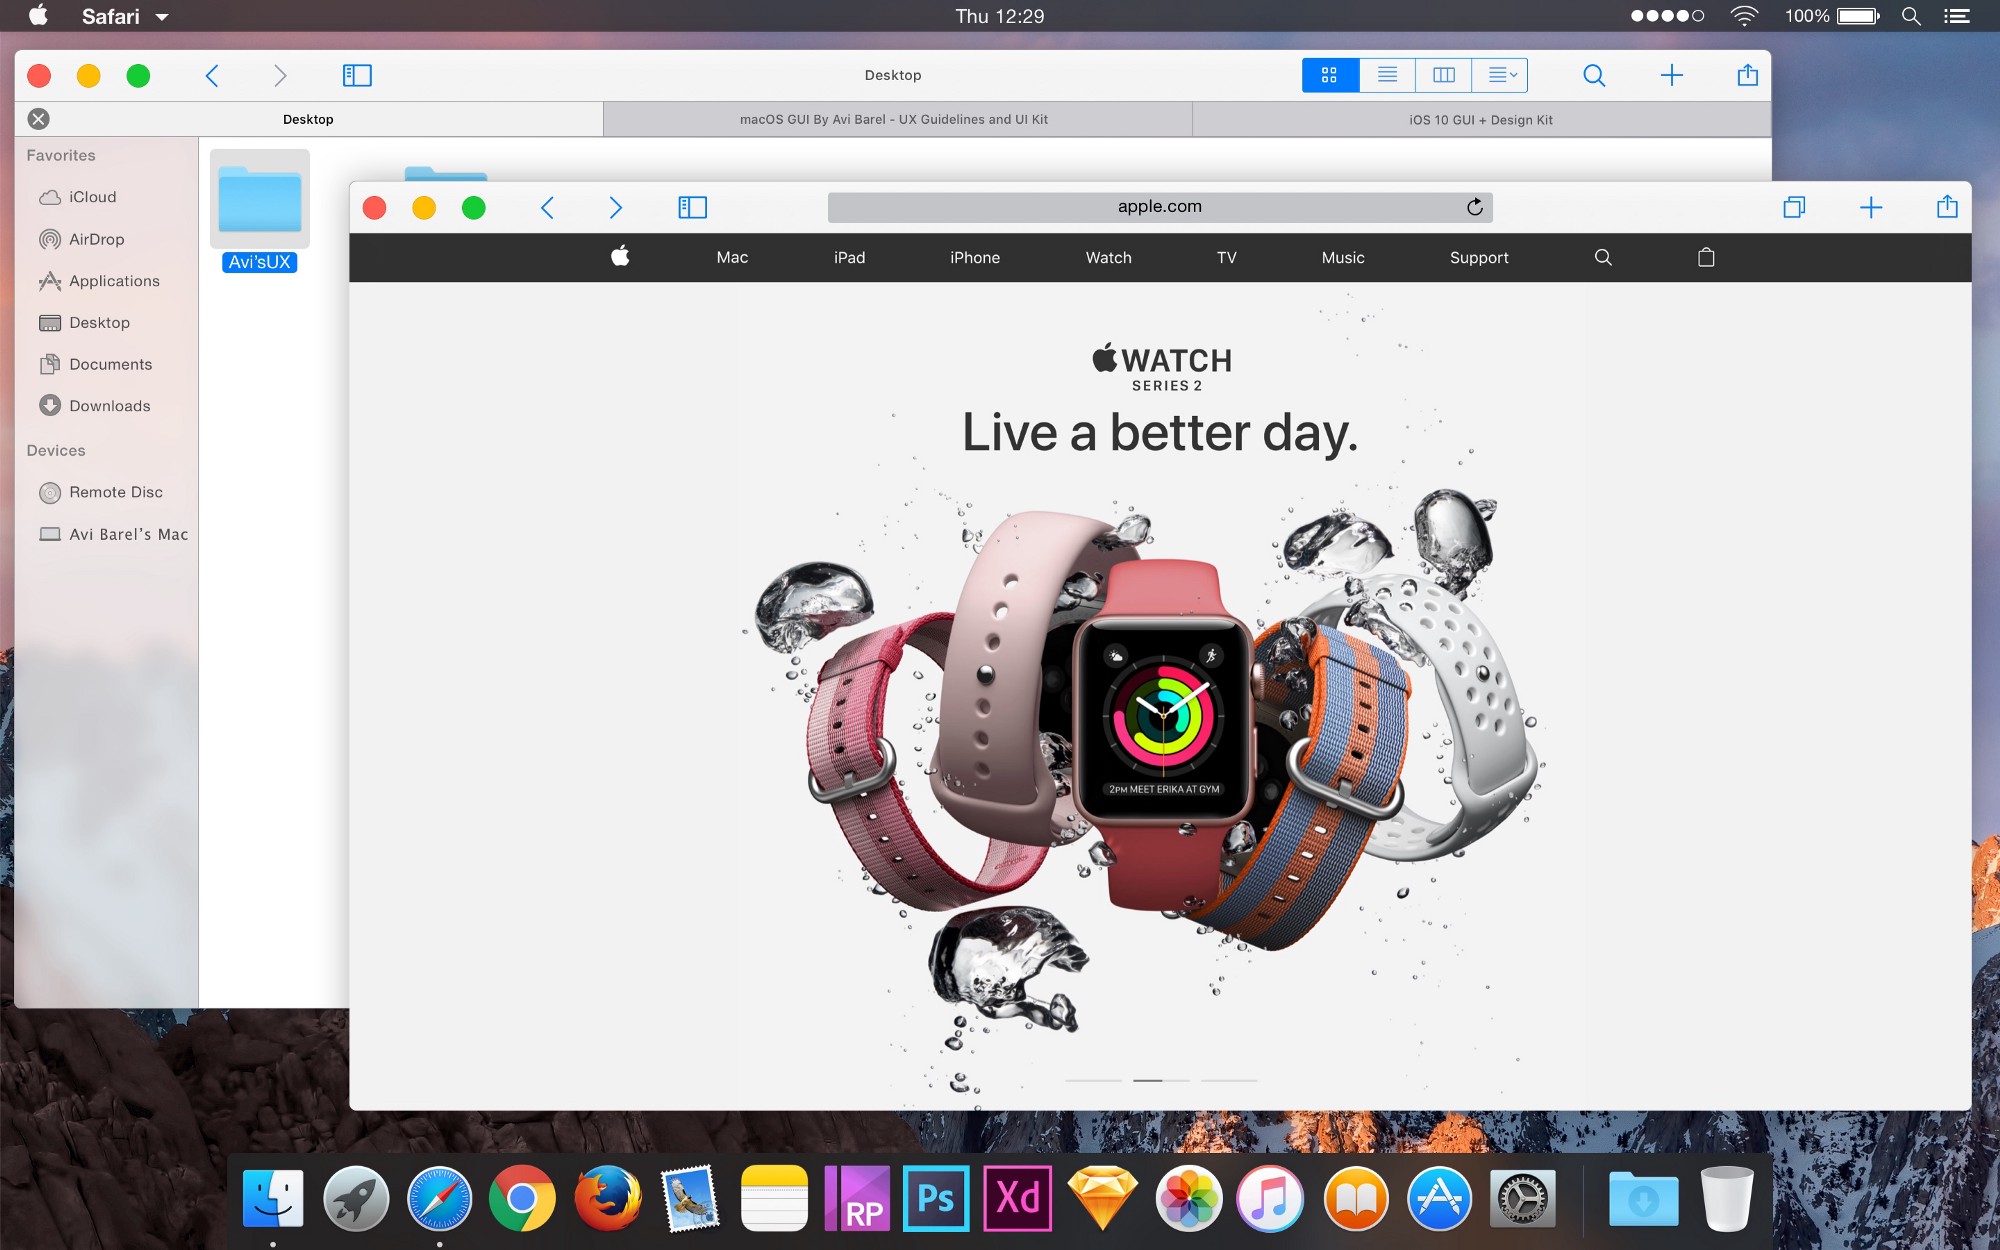 Safari
Thu 12:29
100%
Desktop
Desktop
macOS GUI By Avi Barel - UX Guidelines and UI Kit
iOS 10 GUI + Design Kit
Favorites
iCloud
AirDrop
Applications
Desktop
Documents
Downloads
Devices
Remote Disc
Avi Barel's Mac
Avi'sUX
apple.com
Mac
iPad
iPhone
Watch
TV
Music
Support
WATCH
SERIES 2
Live a better day.
2PM MEET ERIKA AT GYM
RP
Ps
Xd